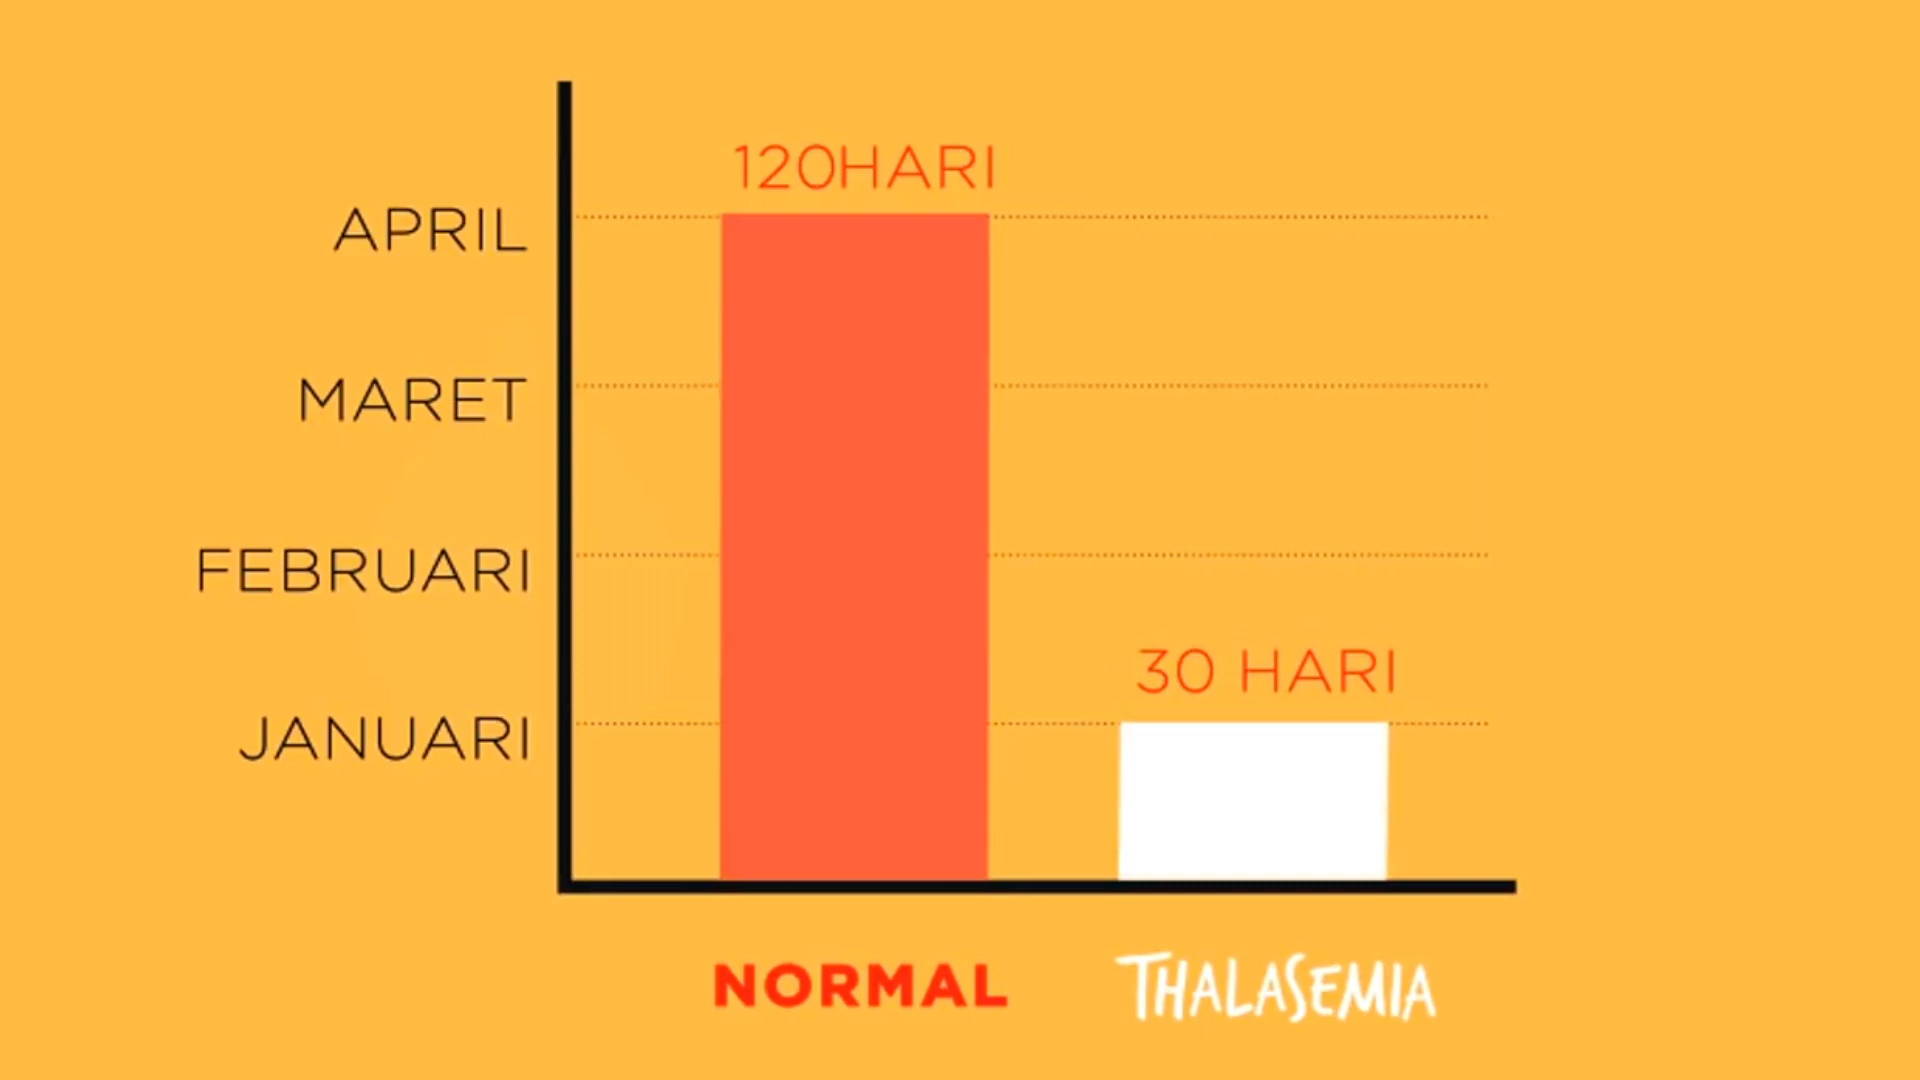 120HARI
APRIL
MARET
FEBRUARI
30 HARI
JANUARI
NORMAL
THALASEMIA